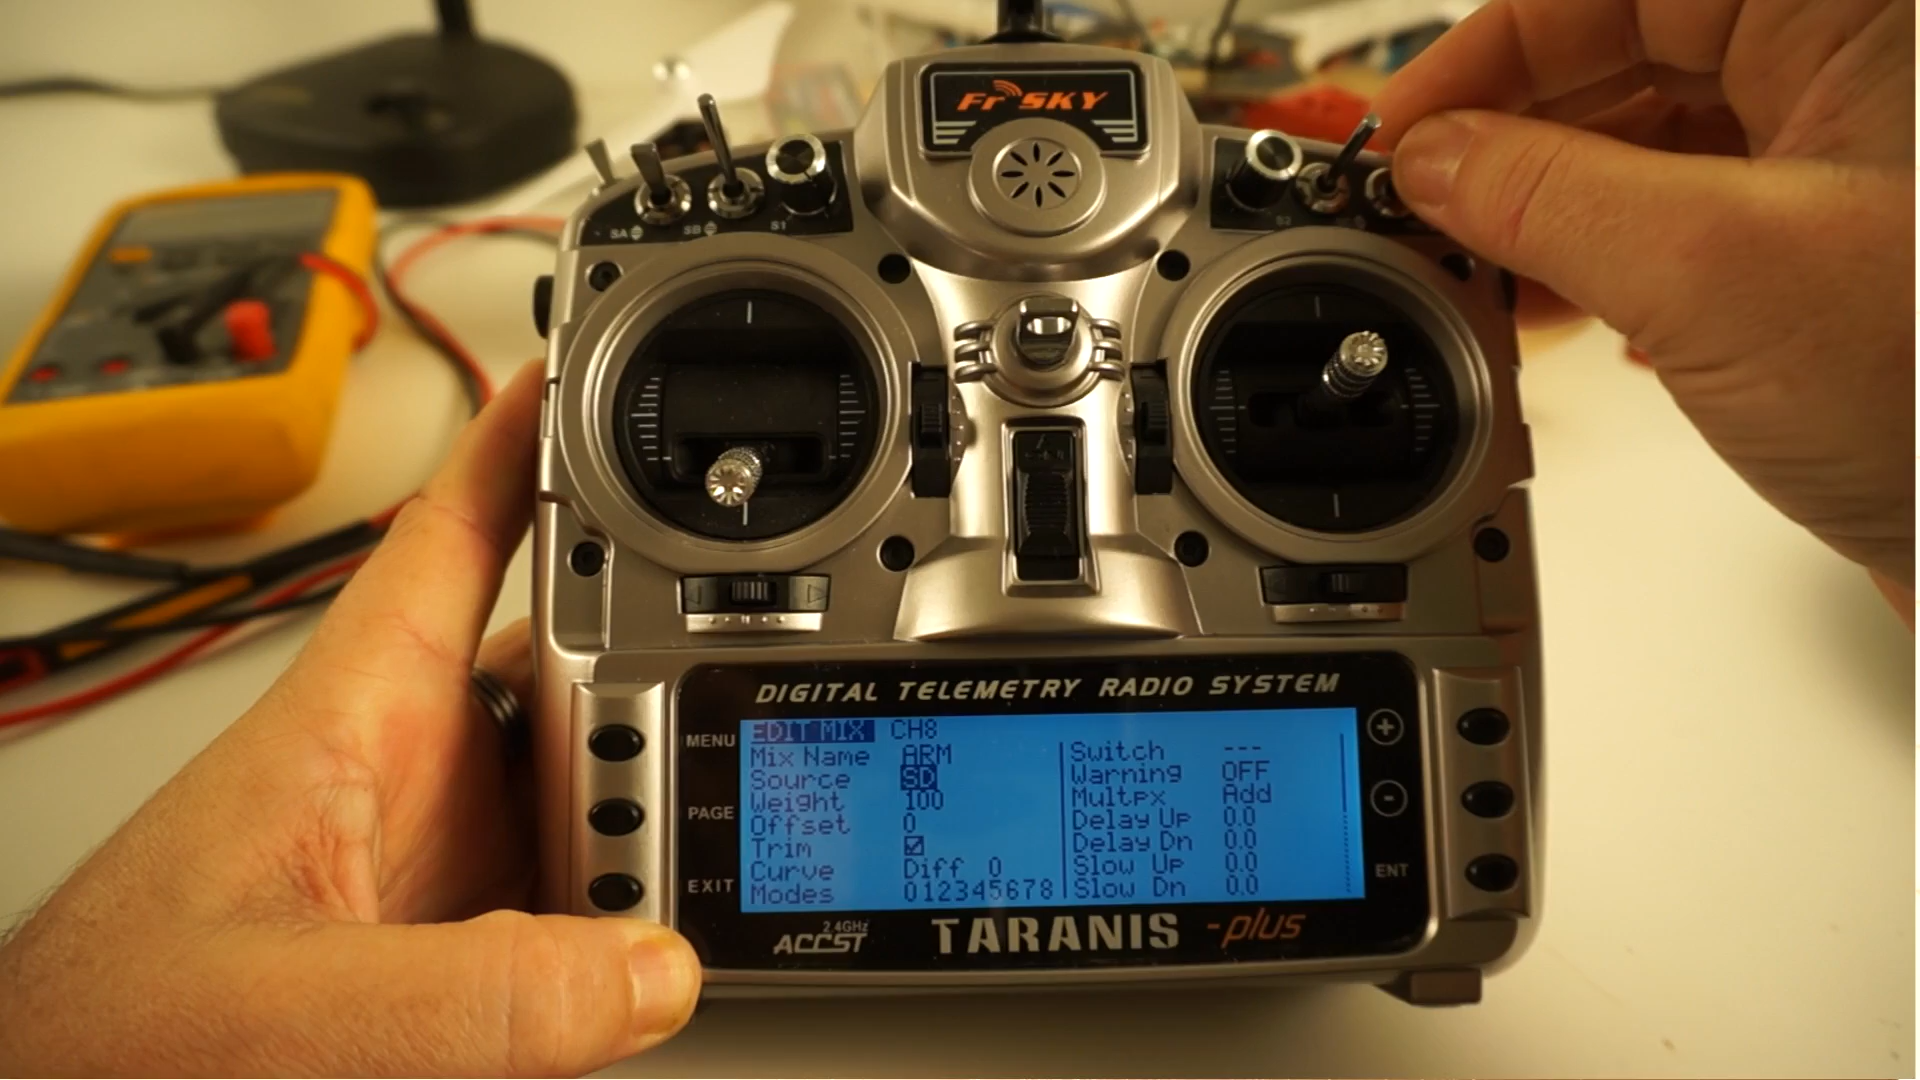 FrSKY
SA SB S1
S2
DIGITAL TELEMETRY RADIO SYSTEM
MENU
PAGE
EXIT
EDIT MIX CH8
Mix Name ARM
Source SD
Weight 100
Offset 0
Trim
Curve Diff 0
Modes 012345678
Switch ---
Warning OFF
Multpx Add
Delay Up 0.0
Delay Dn 0.0
Slow Up 0.0
Slow Dn 0.0
+
-
ENT
2.4GHz
ACCST
TARANIS -plus